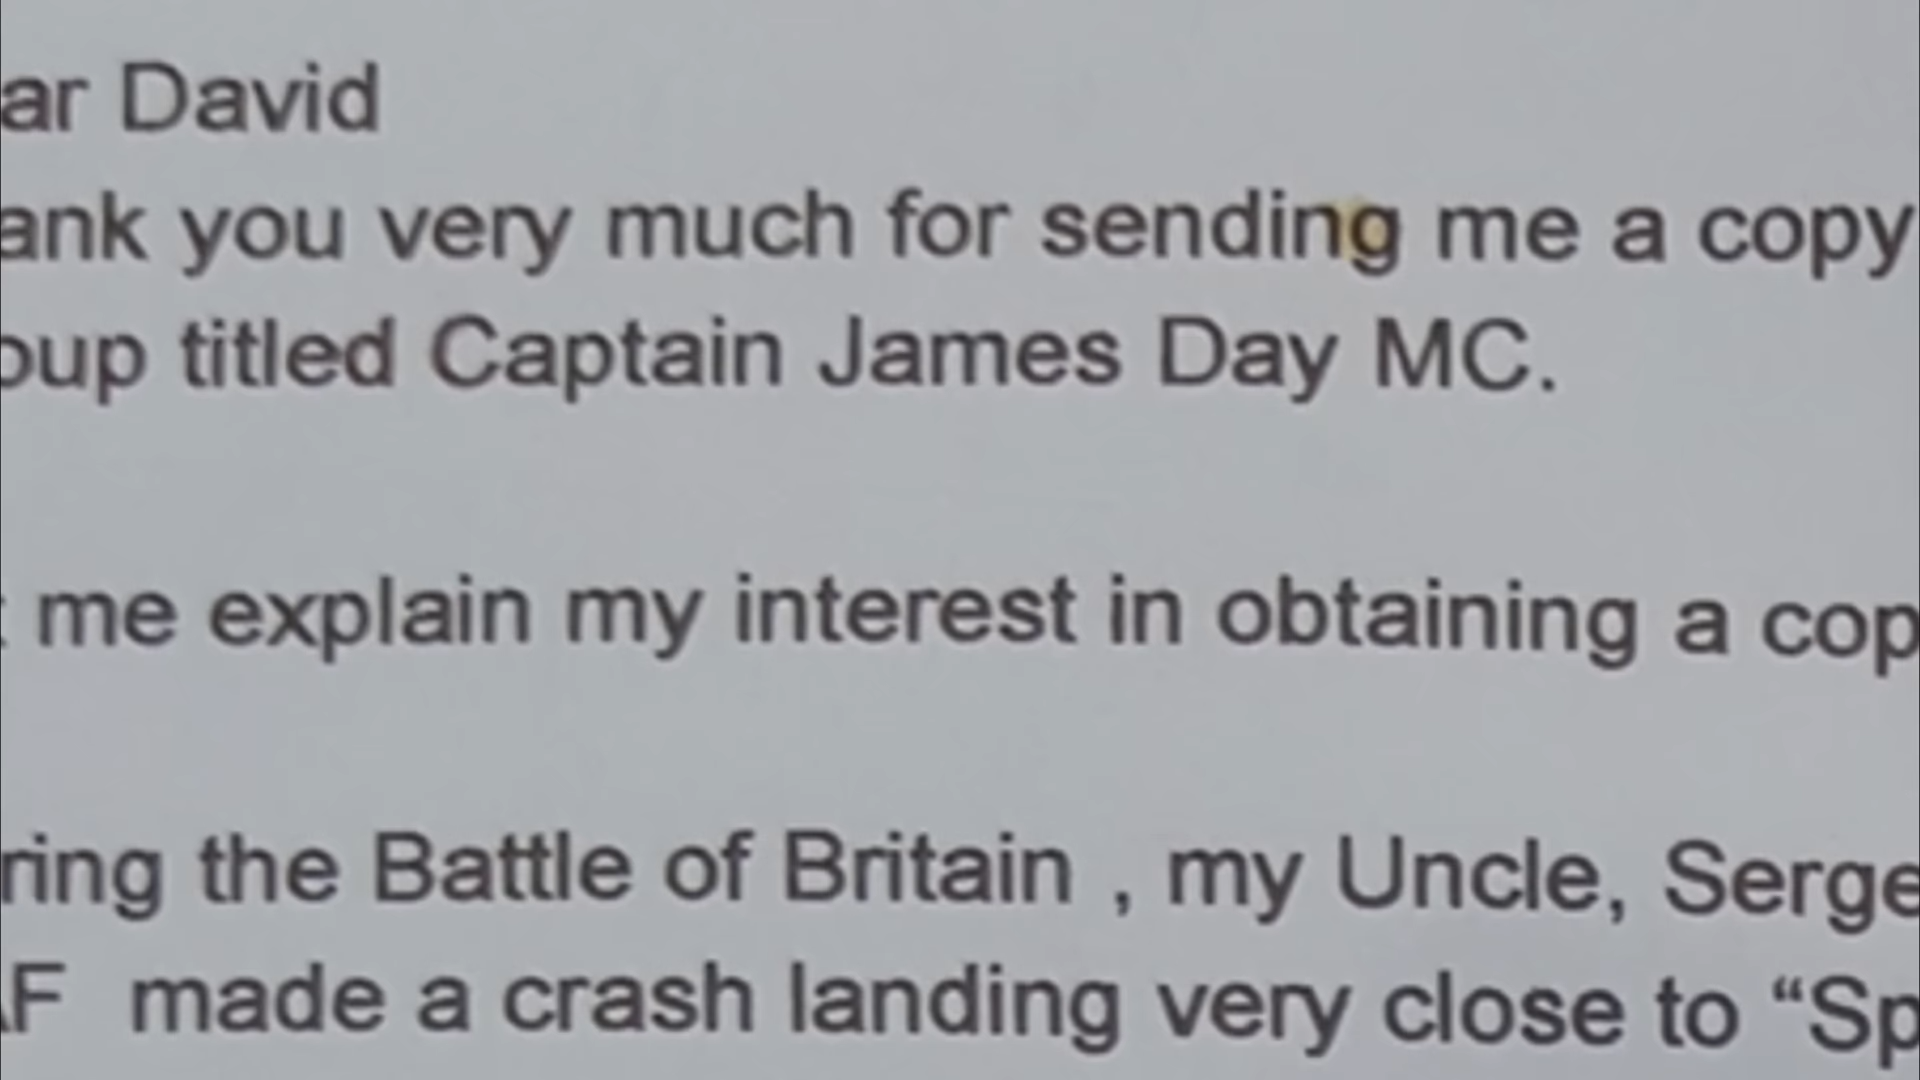 ar David
ank you very much for sending me a copy
oup titled Captain James Day MC.
me explain my interest in obtaining a cop
ring the Battle of Britain , my Uncle, Serge
AF made a crash landing very close to “Sp